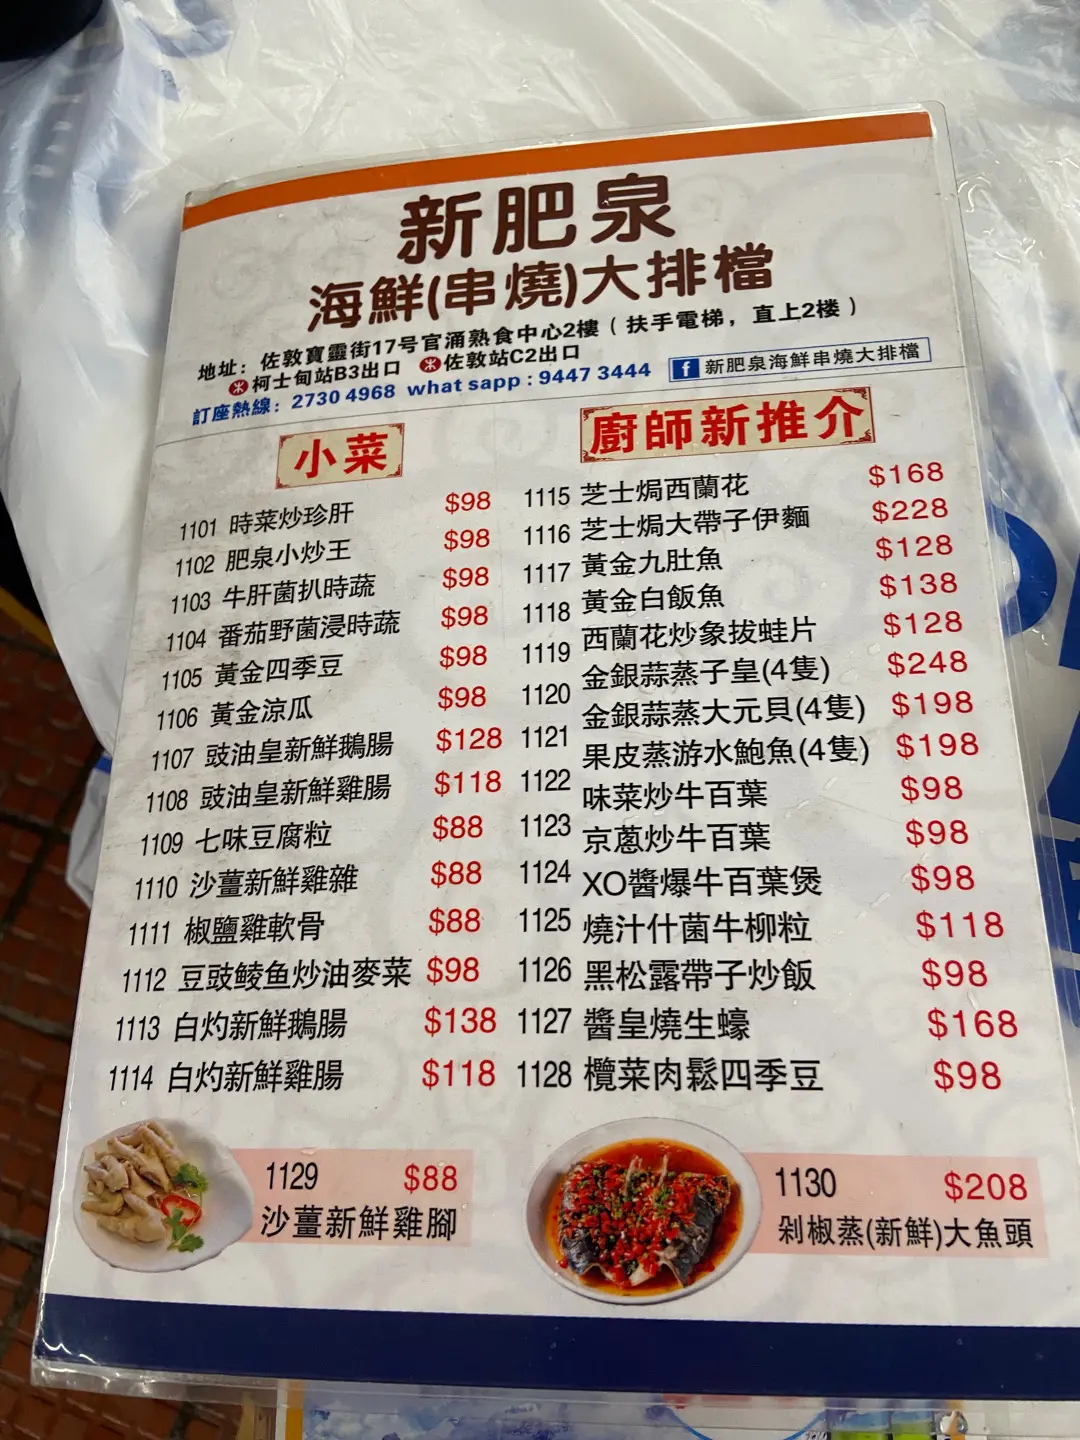 新肥泉
海鮮(串燒)大排檔
地址：佐敦寶靈街17号官涌熟食中心2樓（扶手電梯，直上2楼）
柯士甸站B3出口 佐敦站C2出口
訂座熱線：2730 4968 what sapp : 9447 3444
f 新肥泉海鮮串燒大排檔
小菜
1101 時菜炒珍肝 $98
1102 肥泉小炒王 $98
1103 牛肝菌扒時蔬 $98
1104 番茄野菌浸時蔬 $98
1105 黃金四季豆 $98
1106 黃金涼瓜 $98
1107 豉油皇新鮮鵝腸 $128
1108 豉油皇新鮮雞腸 $118
1109 七味豆腐粒 $88
1110 沙薑新鮮雞雜 $88
1111 椒鹽雞軟骨 $88
1112 豆豉鲮鱼炒油麥菜 $98
1113 白灼新鮮鵝腸 $138
1114 白灼新鮮雞腸 $118
廚師新推介
1115 芝士焗西蘭花 $168
1116 芝士焗大帶子伊麵 $228
1117 黃金九肚魚 $128
1118 黃金白飯魚 $138
1119 西蘭花炒象拔蛙片 $128
1120 金銀蒜蒸子皇(4隻) $248
1121 金銀蒜蒸大元貝(4隻) $198
果皮蒸游水鮑魚(4隻) $198
1122 味菜炒牛百葉 $98
1123 京蔥炒牛百葉 $98
1124 XO醬爆牛百葉煲 $98
1125 燒汁什菌牛柳粒 $118
1126 黑松露帶子炒飯 $98
1127 醬皇燒生蠔 $168
1128 欖菜肉鬆四季豆 $98
1129 $88
沙薑新鮮雞腳
1130 $208
剁椒蒸(新鮮)大魚頭